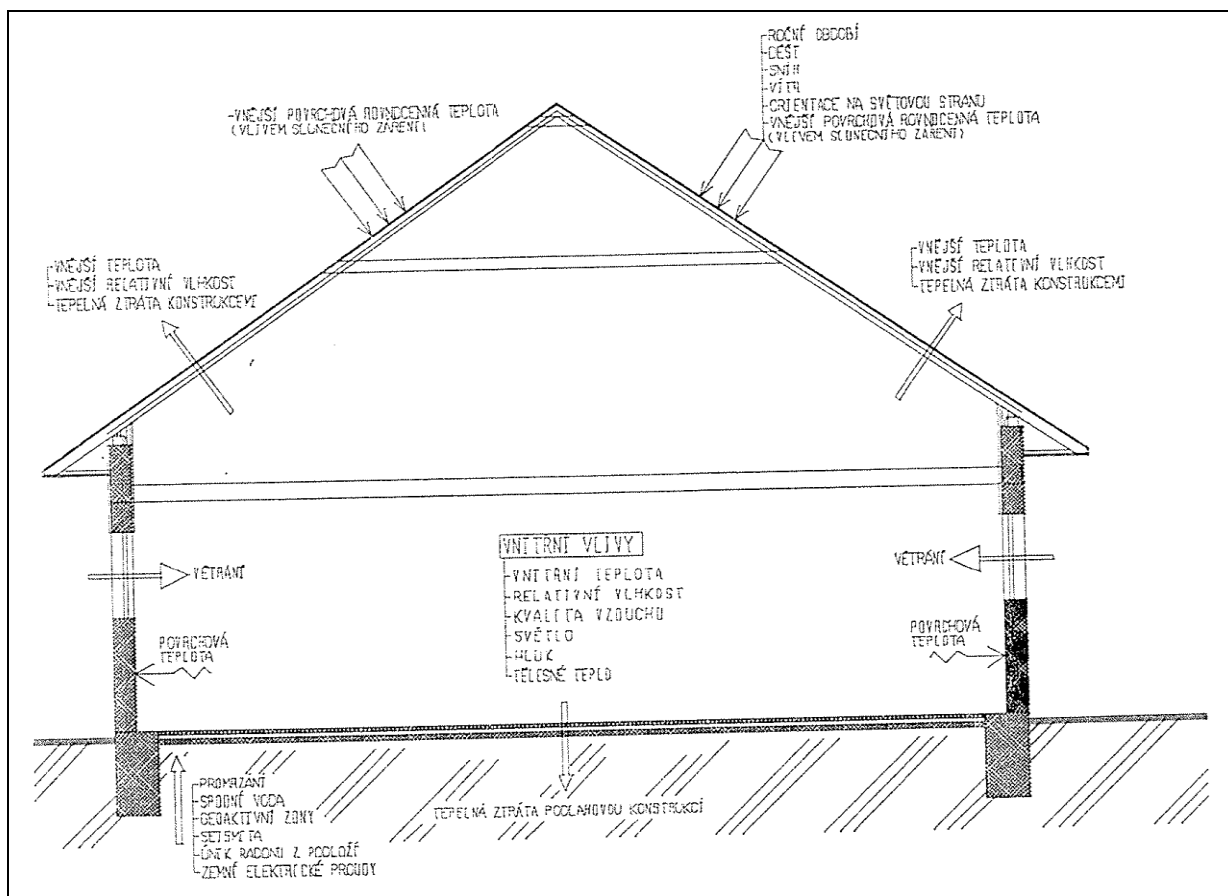 -ROČNÍ OBDOBÍ
-DÉŠŤ
-SNÍH
-VÍTR
-ORIENTACE NA SVĚTOVOU STRANU
-VNĚJŠÍ POVRCHOVÁ ROVNOCENNÁ TEPLOTA
(VLIVEM SLUNEČNÍHO ZÁŘENÍ)
-VNĚJŠÍ POVRCHOVÁ ROVNOCENNÁ TEPLOTA
(VLIVEM SLUNEČNÍHO ZÁŘENÍ)
-VNĚJŠÍ TEPLOTA
-VNĚJŠÍ RELATIVNÍ VLHKOST
-TEPELNÁ ZTRÁTA KONSTRUKCEMI
-VNĚJŠÍ TEPLOTA
-VNĚJŠÍ RELATIVNÍ VLHKOST
-TEPELNÁ ZTRÁTA KONSTRUKCEMI
VNITŘNÍ VLIVY
-VNITŘNÍ TEPLOTA
-RELATIVNÍ VLHKOST
-KVALITA VZDUCHU
-SVĚTLO
-HLUK
-TĚLESNÉ TEPLO
VĚTRÁNÍ
VĚTRÁNÍ
POVRCHOVÁ
TEPLOTA
POVRCHOVÁ
TEPLOTA
-PROMRZÁNÍ
-SPODNÍ VODA
-GEOAKTIVNÍ ZÓNY
-SEISMITA
-ÚNIK RADONU Z PODLOŽÍ
-ZEMNÍ ELEKTRICKÉ PROUDY
TEPELNÁ ZTRÁTA PODLAHOVOU KONSTRUKCÍ